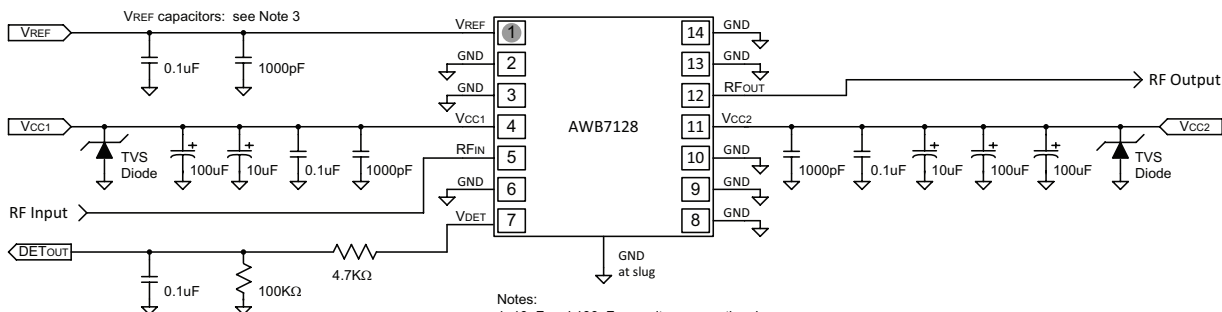 VREF capacitors: see Note 3
VREF
VREF
1
14
GND
0.1uF
1000pF
GND
2
13
GND
GND
3
12
RFOUT
RF Output
VCC1
VCC1
4
AWB7128
11
VCC2
VCC2
TVS
Diode
100uF
10uF
0.1uF
1000pF
RFIN
5
10
GND
1000pF
0.1uF
10uF
100uF
100uF
TVS
Diode
GND
6
9
GND
RF Input
VDET
7
8
GND
DETOUT
4.7KΩ
GND
at slug
0.1uF
100KΩ
Notes: